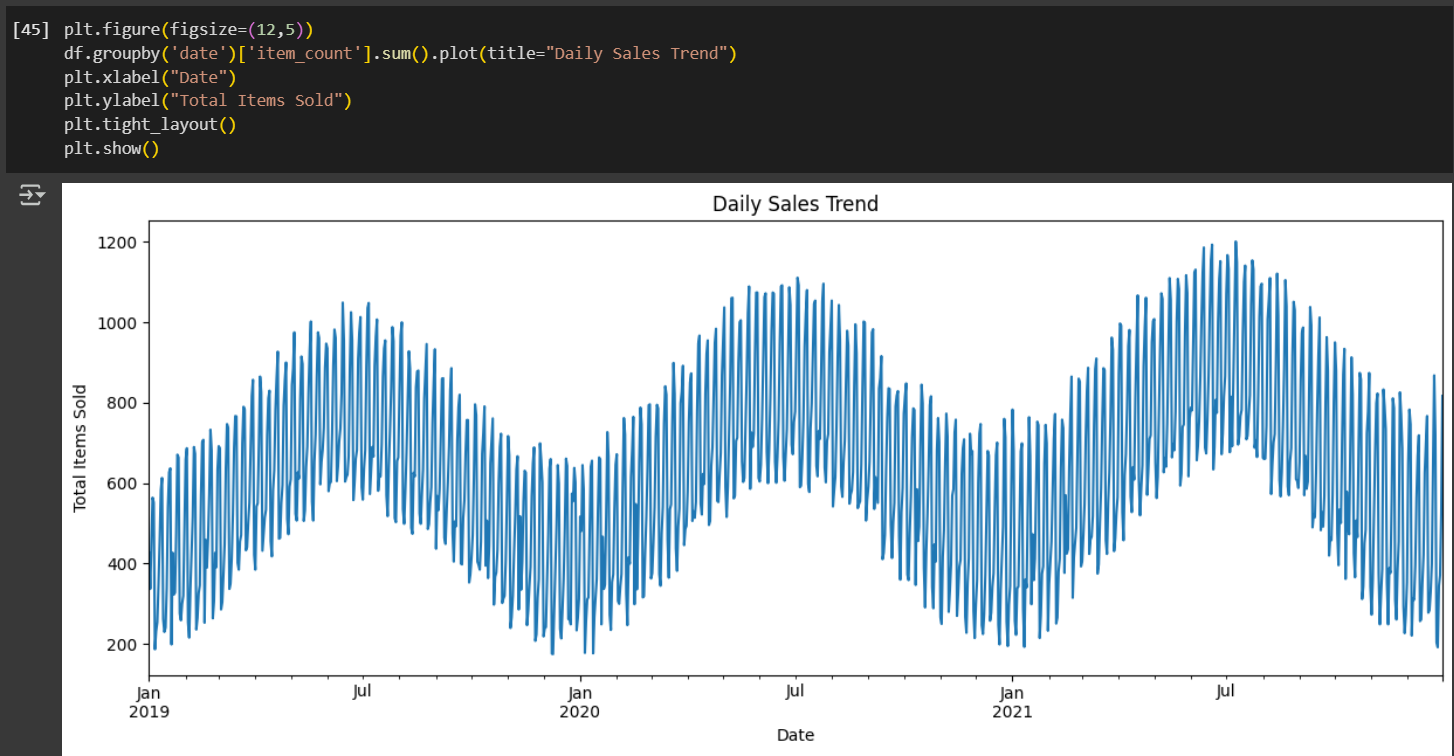 [45] plt.figure(figsize=(12,5))
df.groupby('date')['item_count'].sum().plot(title="Daily Sales Trend")
plt.xlabel("Date")
plt.ylabel("Total Items Sold")
plt.tight_layout()
plt.show()
Daily Sales Trend
1200
1000
800
600
400
200
Total Items Sold
Jan Jul Jan Jul Jan Jul
2019 2020 2021
Date